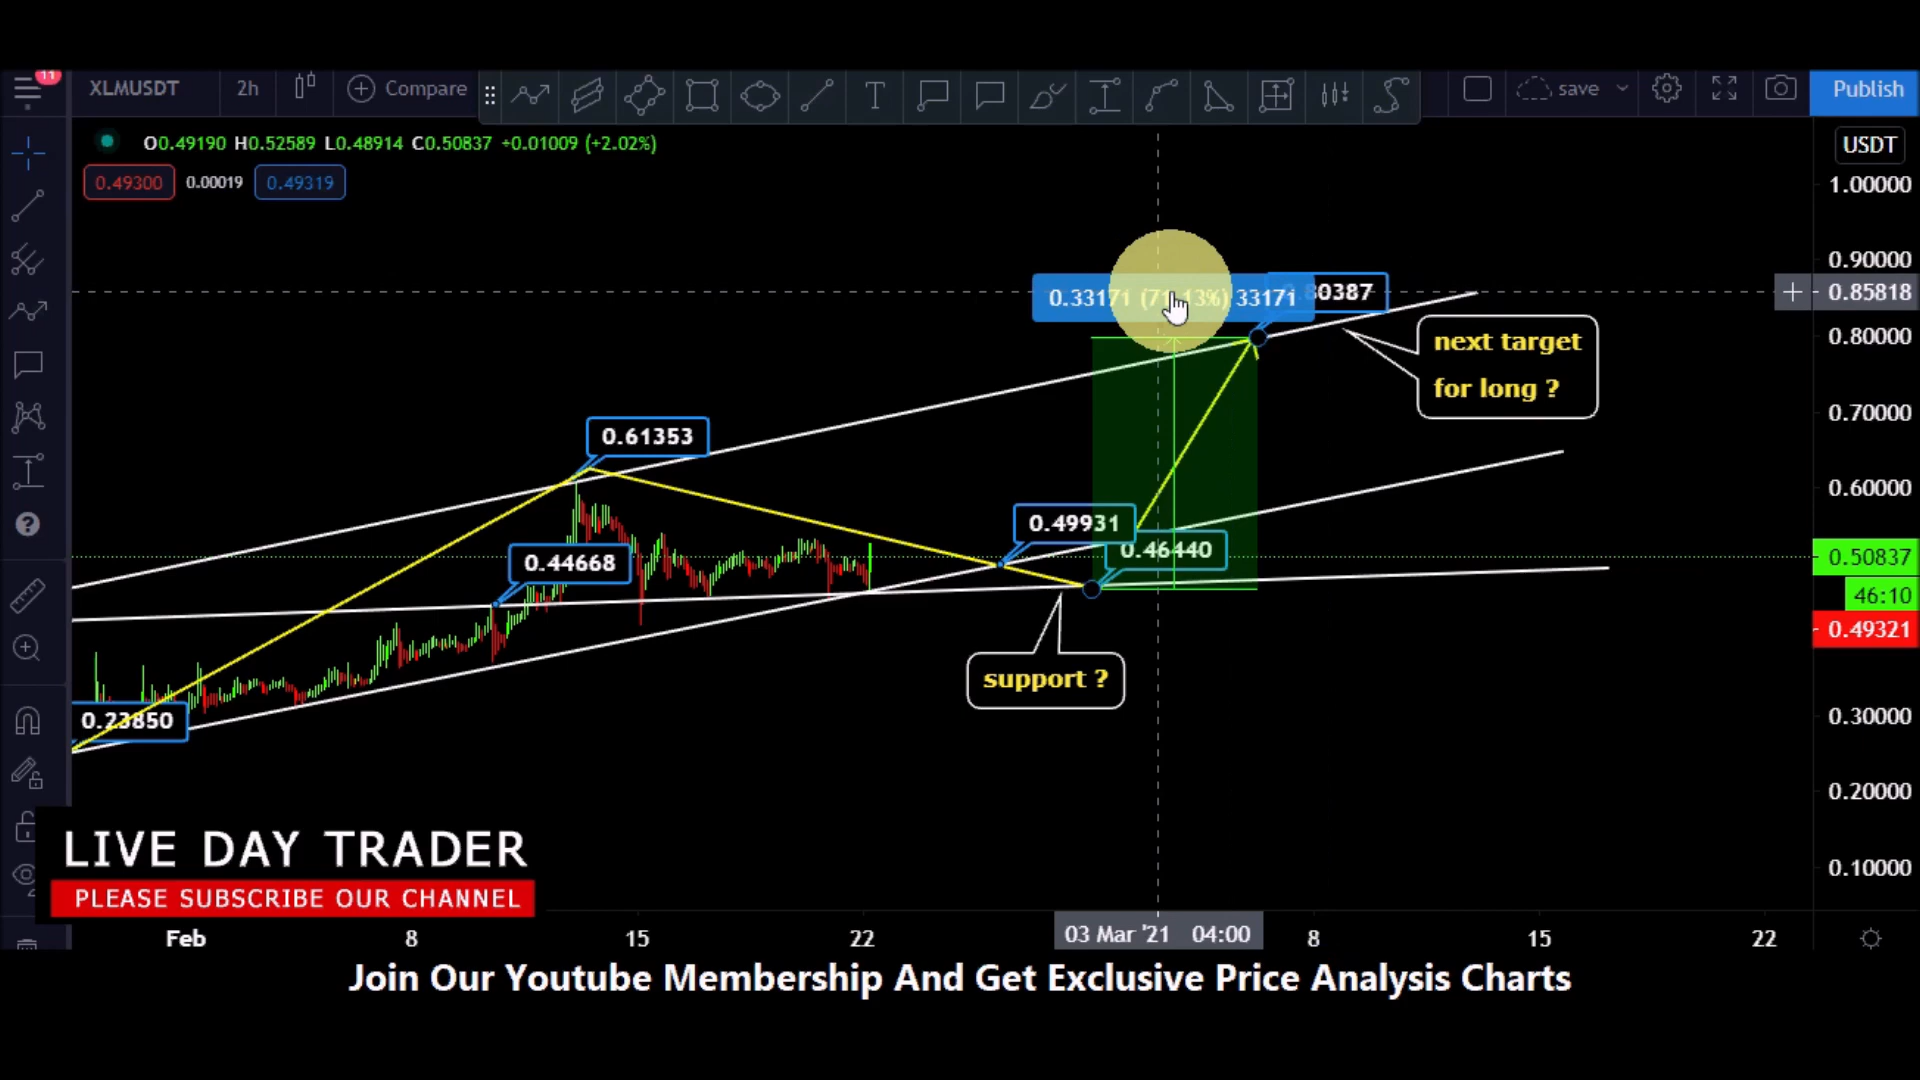 11
XLMUSDT 2h Compare save Publish
O0.49190 H0.52589 L0.48914 C0.50837 +0.01009 (+2.02%)
USDT
0.49300 0.00019 0.49319
1.00000
0.90000
0.33171 (71.13%) 33171
0.80387
0.85818
next target
for long ?
0.80000
0.70000
0.61353
0.60000
0.49931
0.44668
0.46440
0.50837
46:10
0.49321
support ?
0.23850
0.30000
0.20000
0.10000
LIVE DAY TRADER
PLEASE SUBSCRIBE OUR CHANNEL
Feb 8 15 22 03 Mar '21 04:00 8 15 22
Join Our Youtube Membership And Get Exclusive Price Analysis Charts